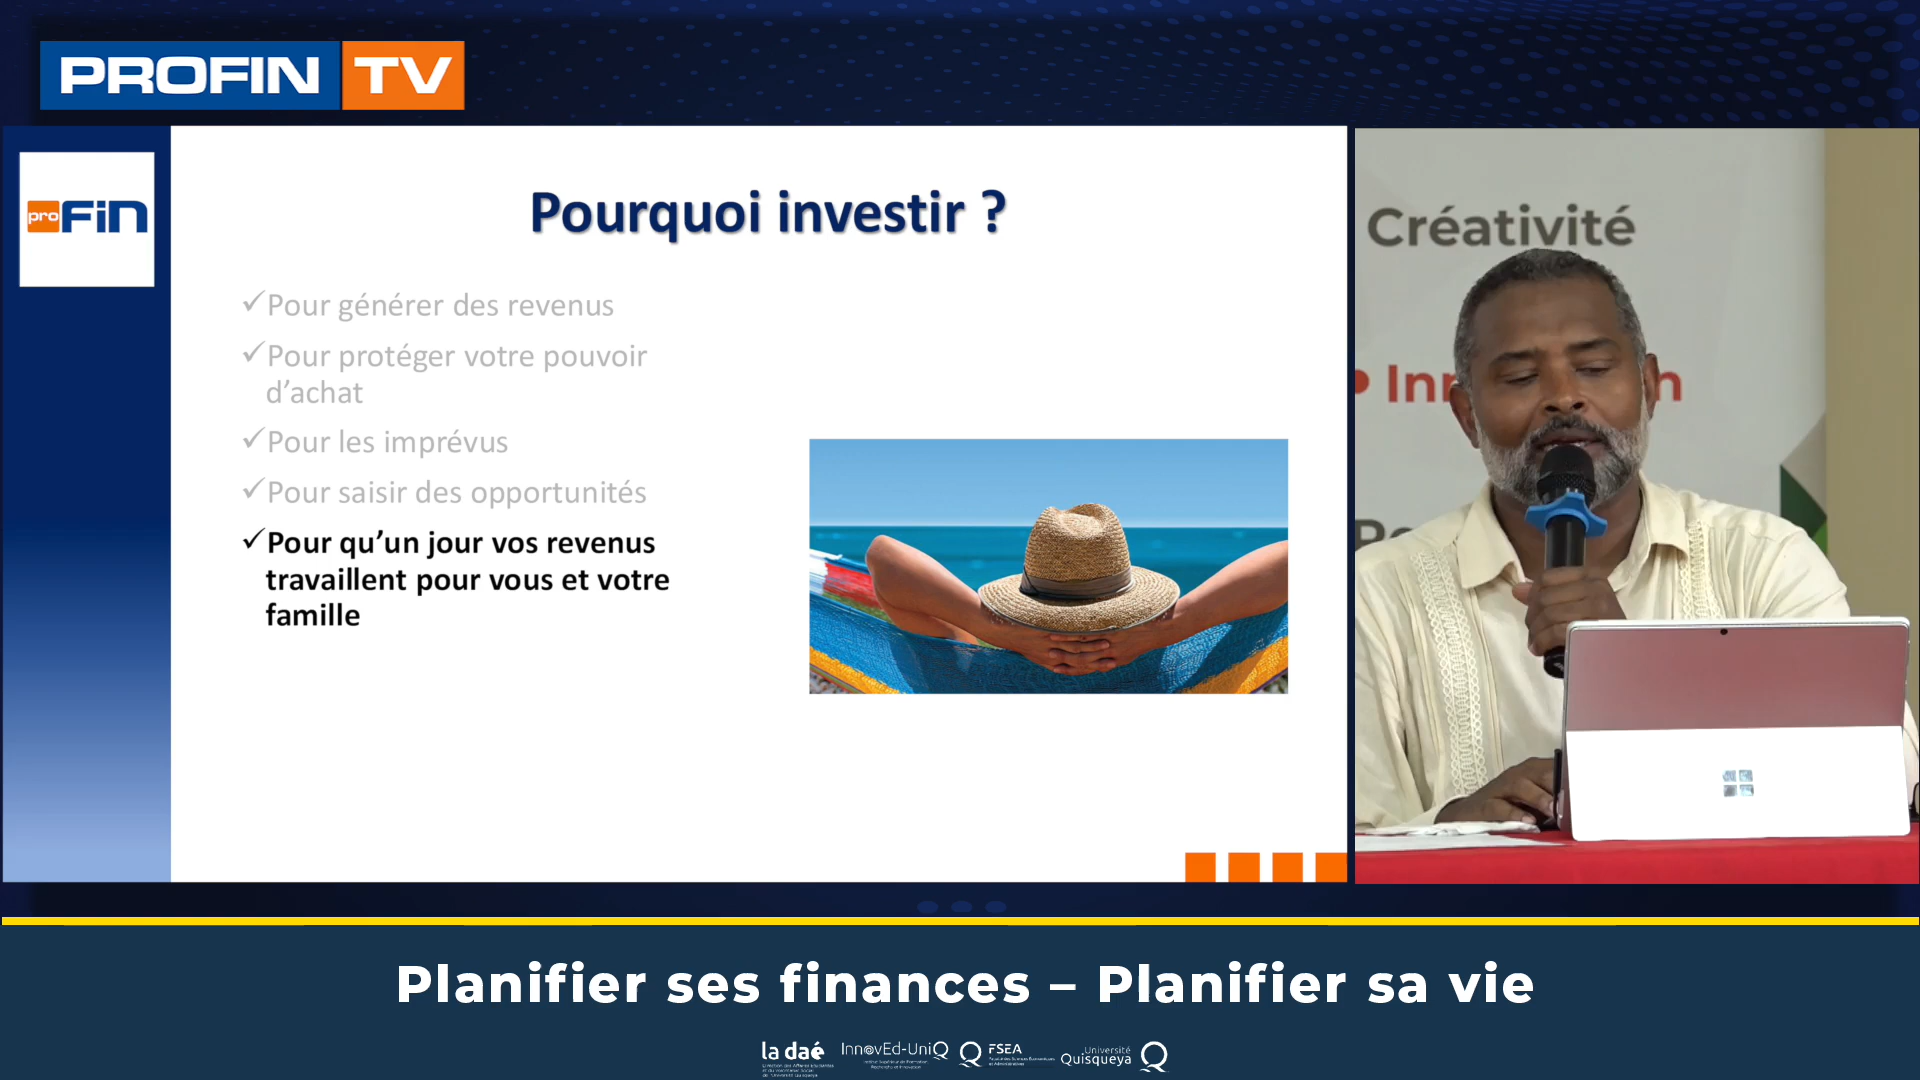 PROFIN TV
proFin
Pourquoi investir ?
✓Pour générer des revenus
✓Pour protéger votre pouvoir
d’achat
✓Pour les imprévus
✓Pour saisir des opportunités
✓Pour qu’un jour vos revenus
travaillent pour vous et votre
famille
Créativité
Planifier ses finances – Planifier sa vie
la daé
InnovEd-UniQ
FSEA
Université
Quisqueya